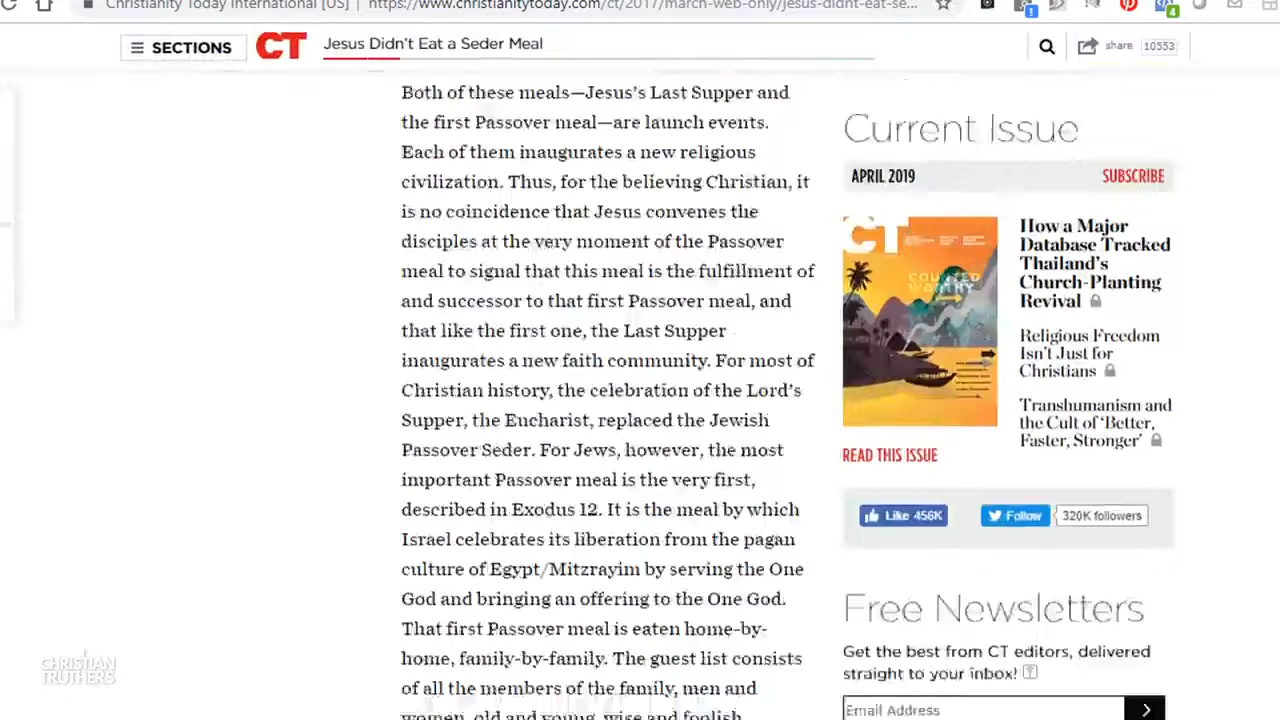 Christianity Today International [US]
https://www.christianitytoday.com/ct/2017/march-web-only/jesus-didnt-eat-se...
SECTIONS
CT
Jesus Didn't Eat a Seder Meal
share
10553
Both of these meals—Jesus's Last Supper and
the first Passover meal—are launch events.
Each of them inaugurates a new religious
civilization. Thus, for the believing Christian, it
is no coincidence that Jesus convenes the
disciples at the very moment of the Passover
meal to signal that this meal is the fulfillment of
and successor to that first Passover meal, and
that like the first one, the Last Supper
inaugurates a new faith community. For most of
Christian history, the celebration of the Lord's
Supper, the Eucharist, replaced the Jewish
Passover Seder. For Jews, however, the most
important Passover meal is the very first,
described in Exodus 12. It is the meal by which
Israel celebrates its liberation from the pagan
culture of Egypt/Mitzrayim by serving the One
God and bringing an offering to the One God.
That first Passover meal is eaten home-by-
home, family-by-family. The guest list consists
of all the members of the family, men and
women, old and young, wise and foolish
Current Issue
APRIL 2019
SUBSCRIBE
CT
COUNTED
WORTHY
How a Major
Database Tracked
Thailand's
Church-Planting
Revival
Religious Freedom
Isn't Just for
Christians
Transhumanism and
the Cult of 'Better,
Faster, Stronger'
READ THIS ISSUE
Like 456K
Follow
320K followers
Free Newsletters
Get the best from CT editors, delivered
straight to your inbox!
Email Address
CHRISTIAN
TRUTHERS